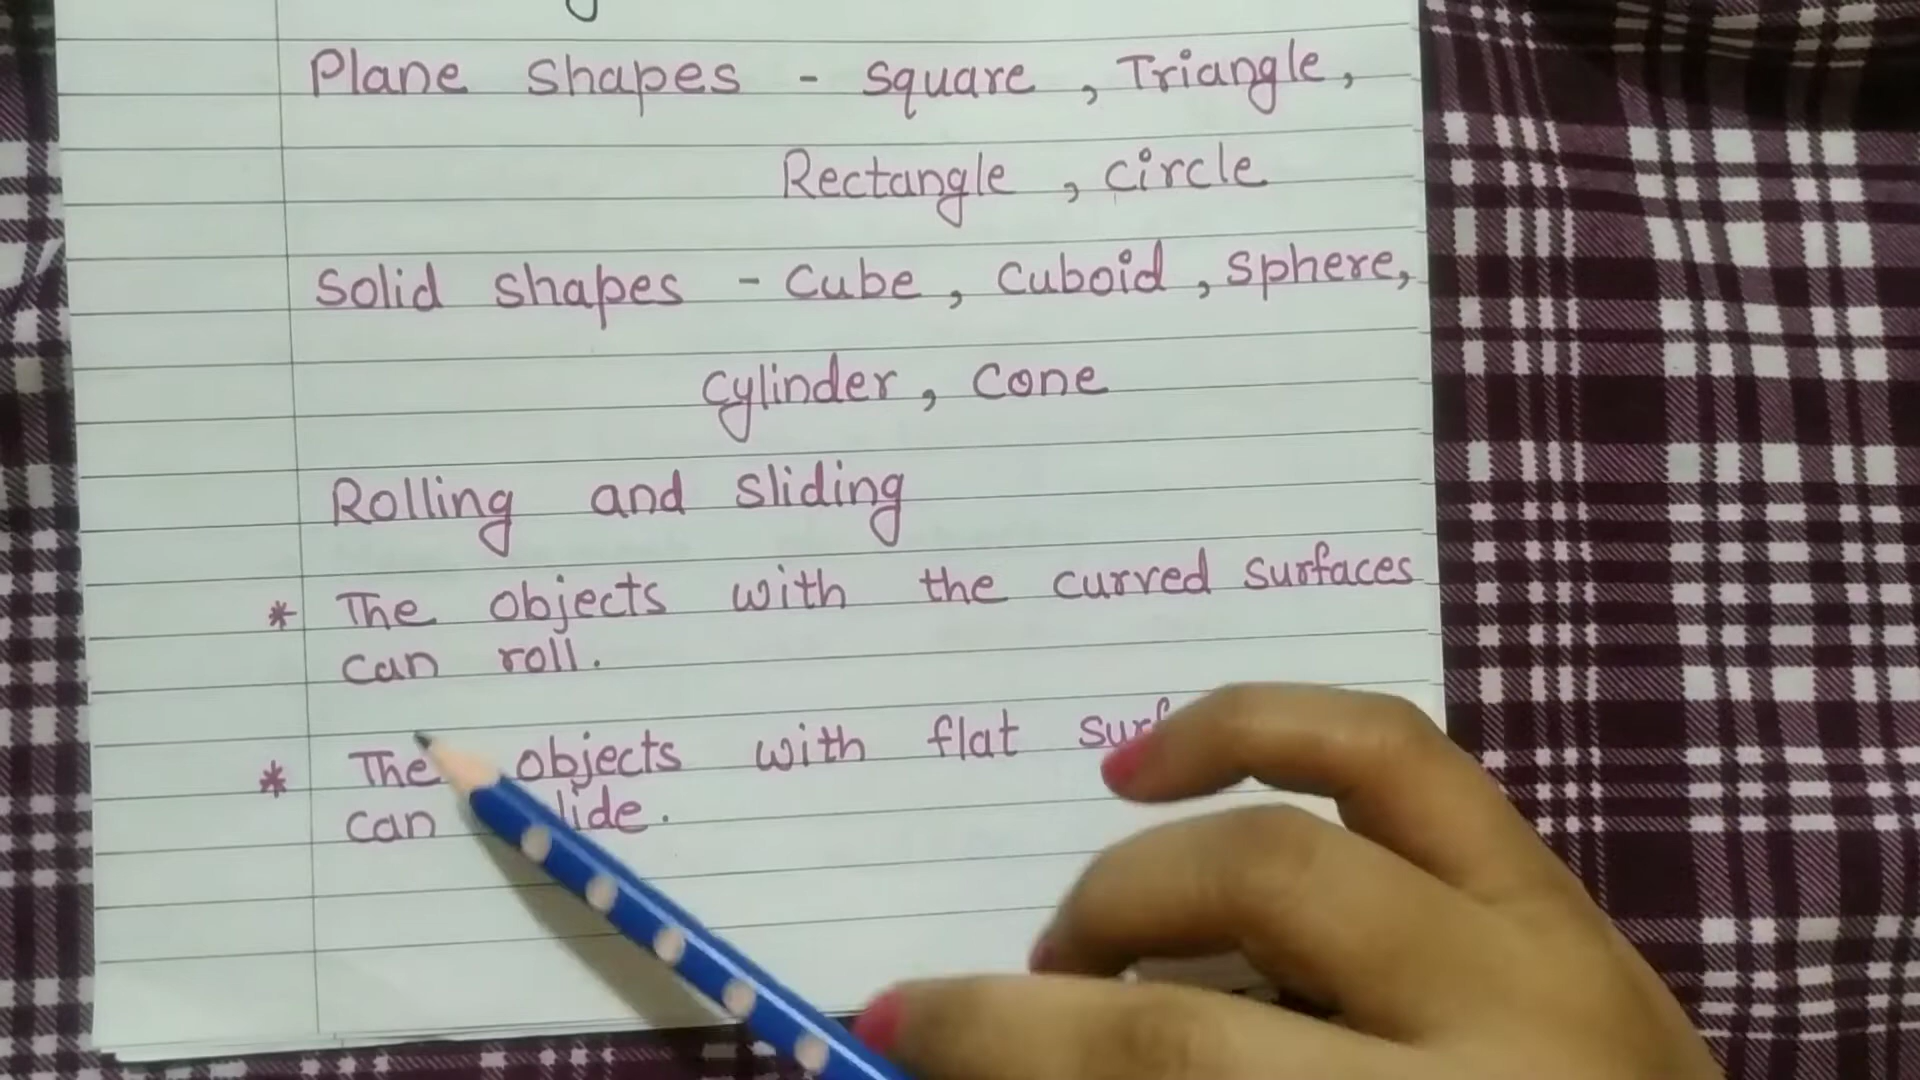 Plane shapes - square, Triangle,
Rectangle, circle
Solid shapes - Cube, Cuboid, Sphere,
Cylinder, Cone
Rolling and sliding
* The objects with the curved surfaces
can roll.
* The objects with flat
can